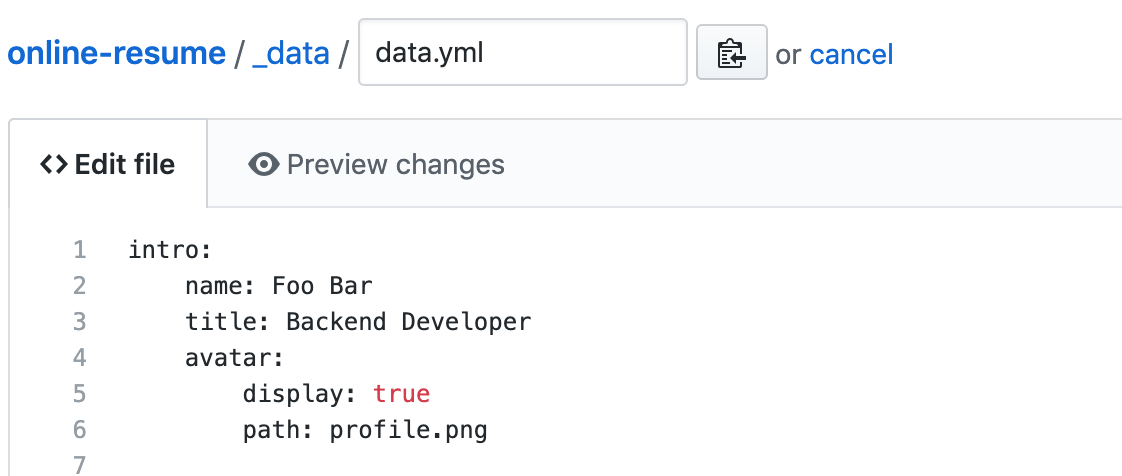 online-resume / _data / data.yml or cancel
Edit file Preview changes
1 intro:
2     name: Foo Bar
3     title: Backend Developer
4     avatar:
5         display: true
6         path: profile.png
7